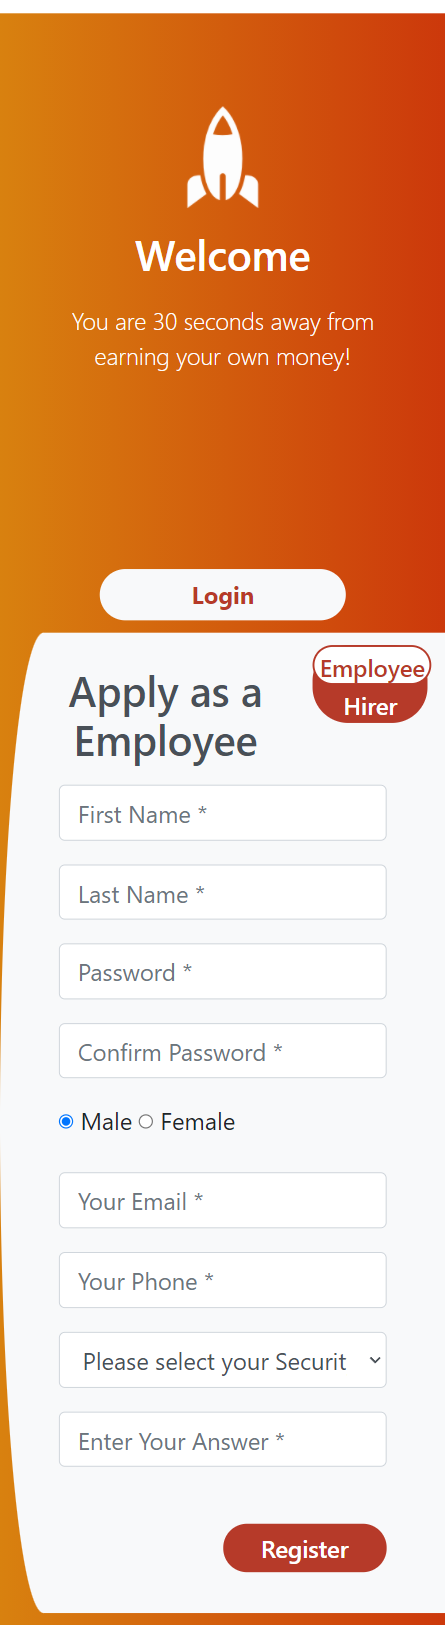 Welcome
You are 30 seconds away from
earning your own money!
Login
Employee
Hirer
Apply as a
Employee
First Name *
Last Name *
Password *
Confirm Password *
Male Female
Your Email *
Your Phone *
Please select your Securit
Enter Your Answer *
Register